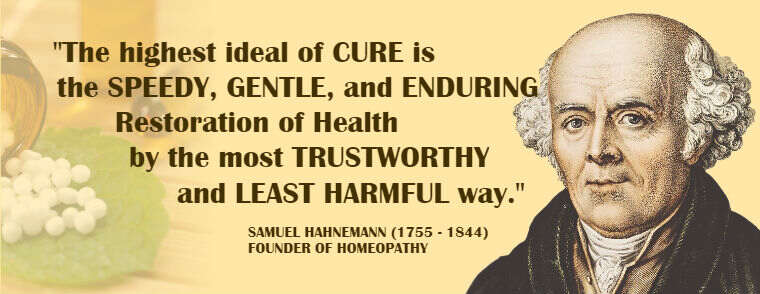 "The highest ideal of CURE is
the SPEEDY, GENTLE, and ENDURING
Restoration of Health
by the most TRUSTWORTHY
and LEAST HARMFUL way."
SAMUEL HAHNEMANN (1755 - 1844)
FOUNDER OF HOMEOPATHY